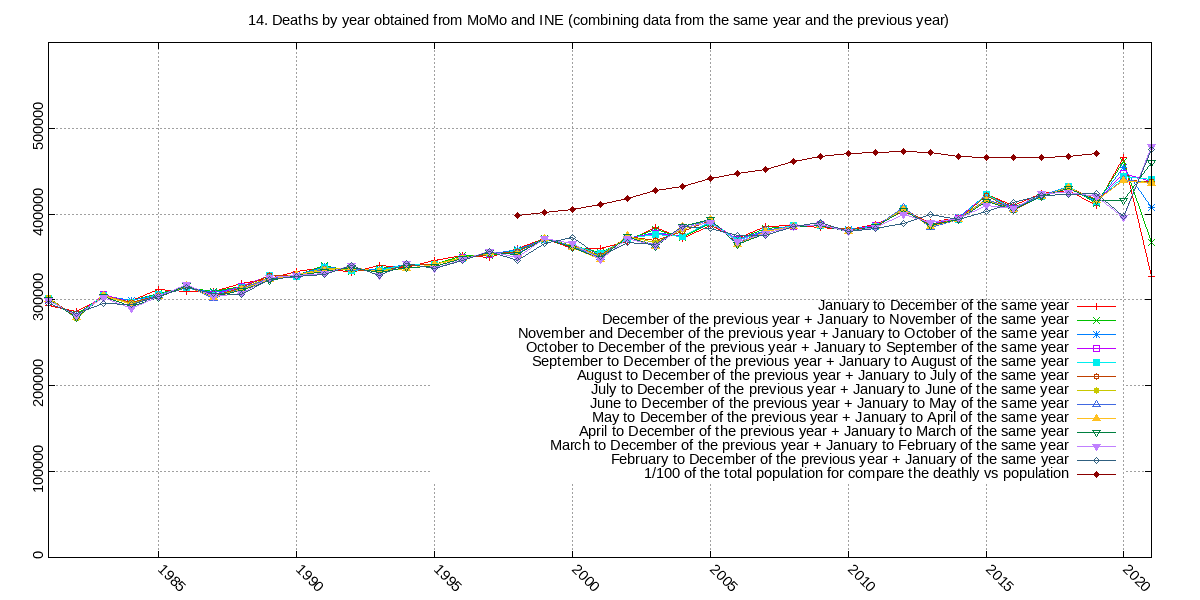 14. Deaths by year obtained from MoMo and INE (combining data from the same year and the previous year)
500000
400000
300000
200000
100000
0
January to December of the same year
December of the previous year + January to November of the same year
November and December of the previous year + January to October of the same year
October to December of the previous year + January to September of the same year
September to December of the previous year + January to August of the same year
August to December of the previous year + January to July of the same year
July to December of the previous year + January to June of the same year
June to December of the previous year + January to May of the same year
May to December of the previous year + January to April of the same year
April to December of the previous year + January to March of the same year
March to December of the previous year + January to February of the same year
February to December of the previous year + January of the same year
1/100 of the total population for compare the deathly vs population
1985
1990
1995
2000
2005
2010
2015
2020